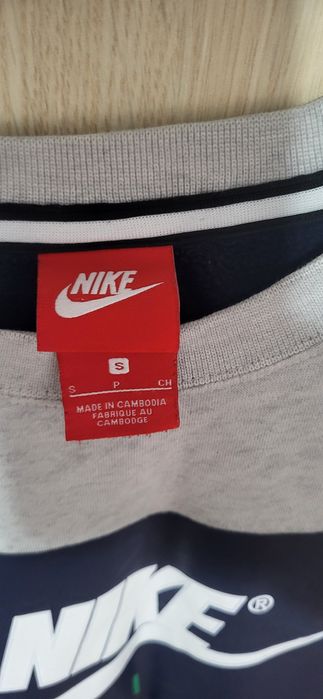 NIKE
S
S P CH
MADE IN CAMBODIA
FABRIQUE AU
CAMBODGE
NIKE®